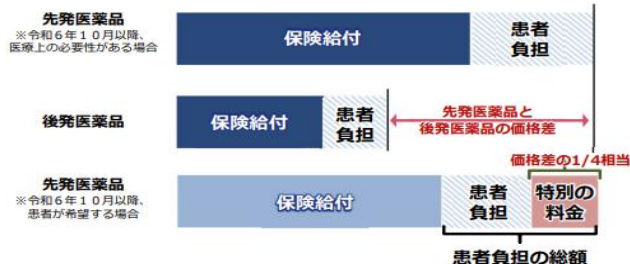 先発医薬品
※令和6年10月以降、
医療上の必要性がある場合
保険給付
患者
負担
後発医薬品
保険給付
患者
負担
先発医薬品と
後発医薬品の価格差
価格差の1/4相当
先発医薬品
※令和6年10月以降、
患者が希望する場合
保険給付
患者
負担
特別の
料金
患者負担の総額